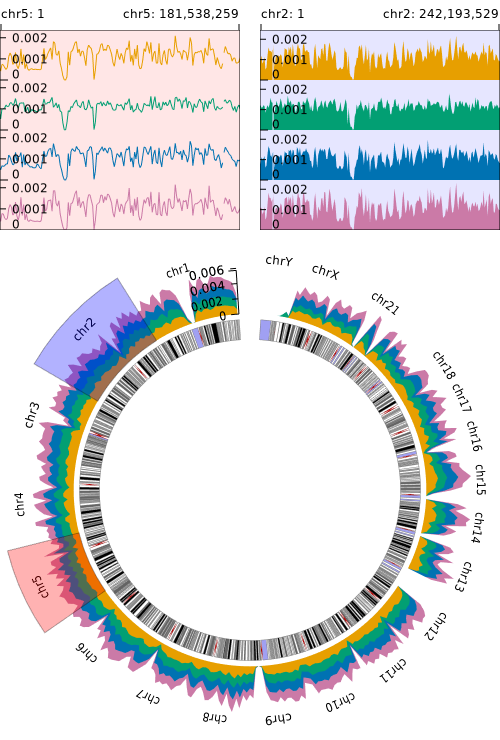 chr5: 1
chr5: 181,538,259
chr2: 1
chr2: 242,193,529
0.002
0.001
0
0.002
0.001
0
0.002
0.001
0
0.002
0.001
0
0.002
0.001
0
0.002
0.001
0
0.002
0.001
0
0.002
0.001
0
chr1
0.006
0.004
0.002
0
chrY
chrX
chr21
chr18
chr17
chr16
chr15
chr14
chr13
chr12
chr11
chr10
chr9
chr8
chr7
chr6
chr5
chr4
chr3
chr2